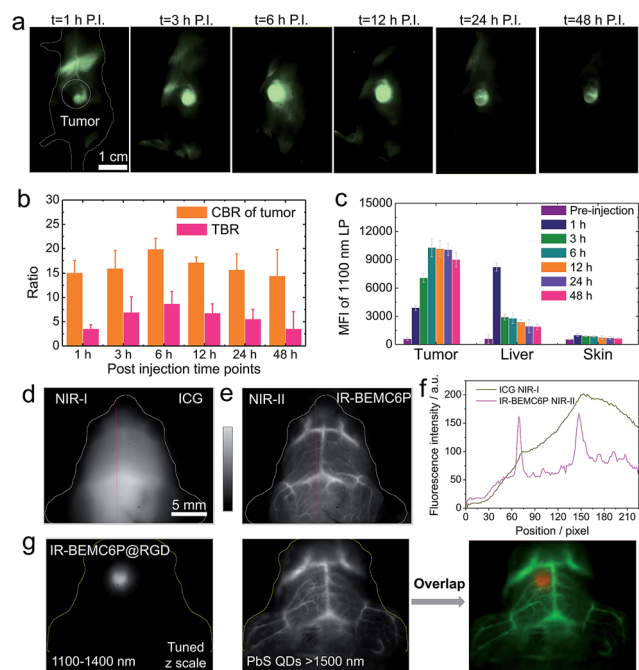 a
t=1 h P.I. t=3 h P.I. t=6 h P.I. t=12 h P.I. t=24 h P.I. t=48 h P.I.
Tumor
1 cm
b
Ratio
30
25
20
15
10
5
0
CBR of tumor
TBR
1 h 3 h 6 h 12 h 24 h 48 h
Post injection time points
c
MFI of 1100 nm LP
15000
12000
9000
6000
3000
0
Pre-injection
1 h
3 h
6 h
12 h
24 h
48 h
Tumor Liver Skin
d
NIR-I ICG
5 mm
e
NIR-II IR-BEMC6P
f
Fluorescence intensity / a.u.
200
150
100
50
0
ICG NIR-I
IR-BEMC6P NIR-II
0 30 60 90 120 150 180 210
Position / pixel
g
IR-BEMC6P@RGD
1100-1400 nm
Tuned
z scale
PbS QDs >1500 nm
Overlap